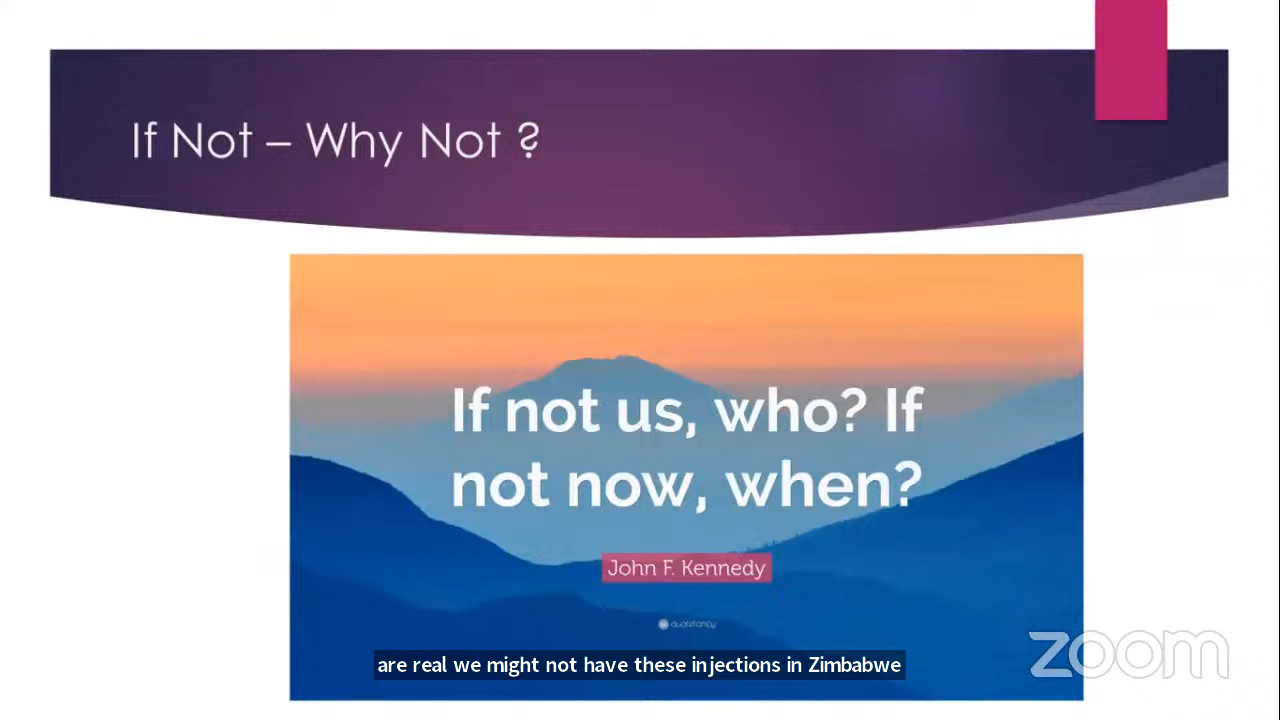 If Not – Why Not ?
If not us, who? If
not now, when?
John F. Kennedy
quotefancy
are real we might not have these injections in Zimbabwe
zoom